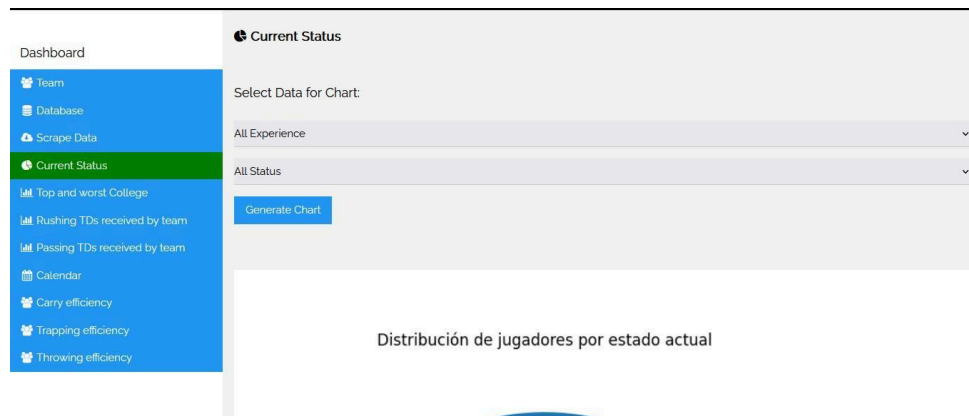 Dashboard
Team
Database
Scrape Data
Current Status
Top and worst College
Rushing TDs received by team
Passing TDs received by team
Calendar
Carry efficiency
Trapping efficiency
Throwing efficiency
Current Status
Select Data for Chart:
All Experience
All Status
Generate Chart
Distribución de jugadores por estado actual